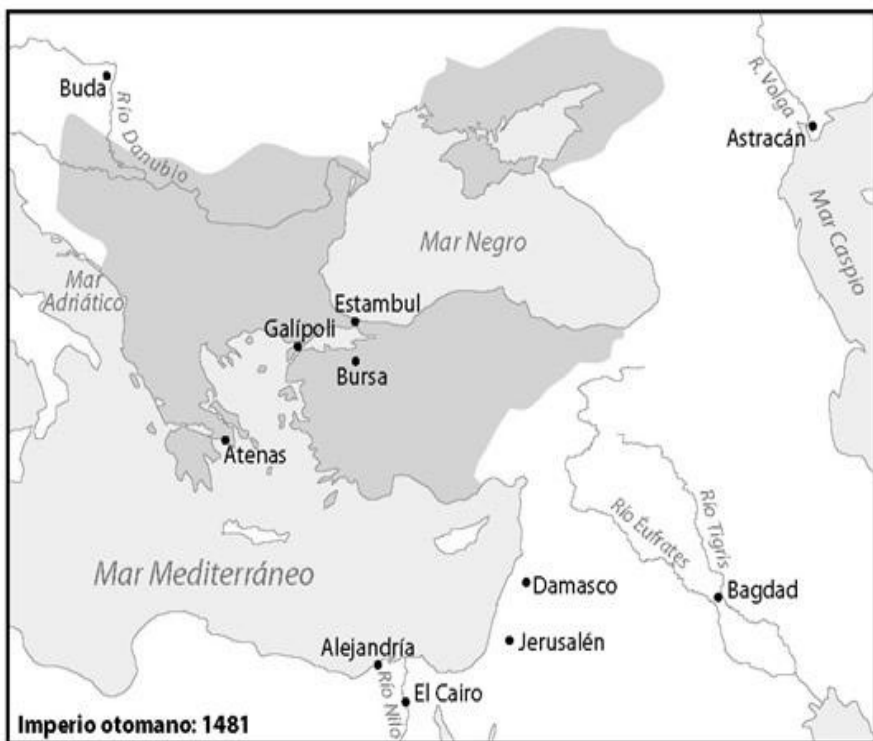 Buda
Río Danubio
R. Volga
Astracán
Mar Negro
Mar Caspio
Mar
Adriático
Estambul
Galípoli
Bursa
Atenas
Río Tigris
Río Éufrates
Mar Mediterráneo
Damasco
Bagdad
Jerusalén
Alejandría
Río Nilo
El Cairo
Imperio otomano: 1481